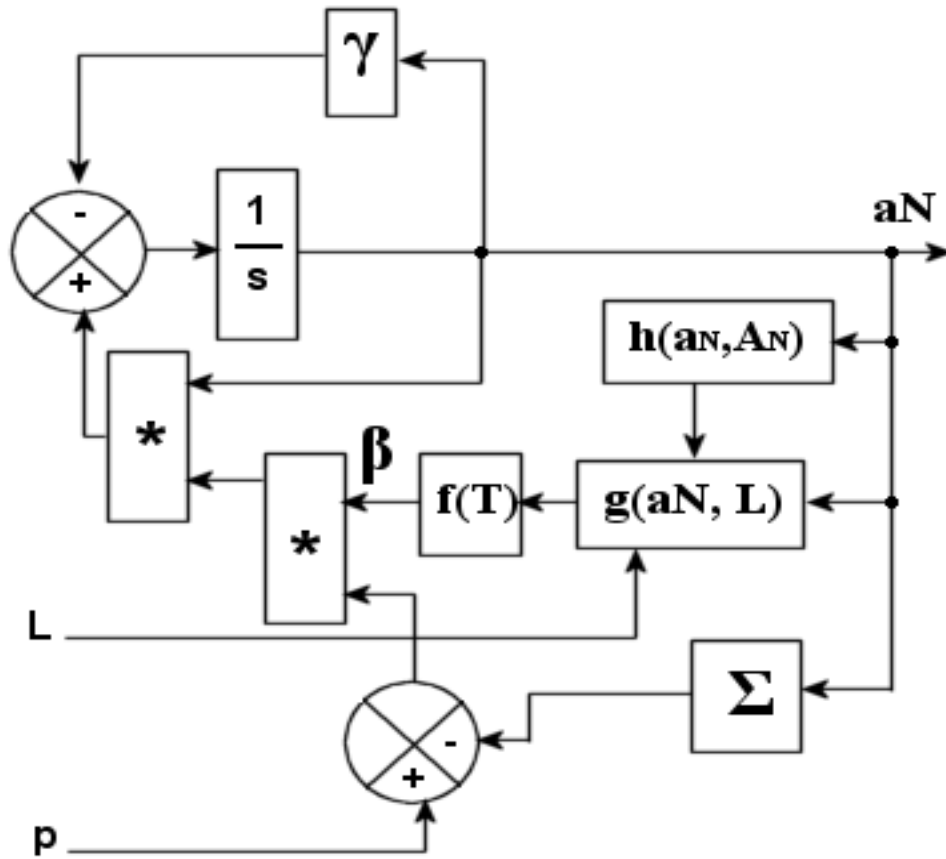 γ
-
+
1
s
aN
h(aN,AN)
*
β
f(T)
g(aN, L)
*
L
Σ
-
+
p